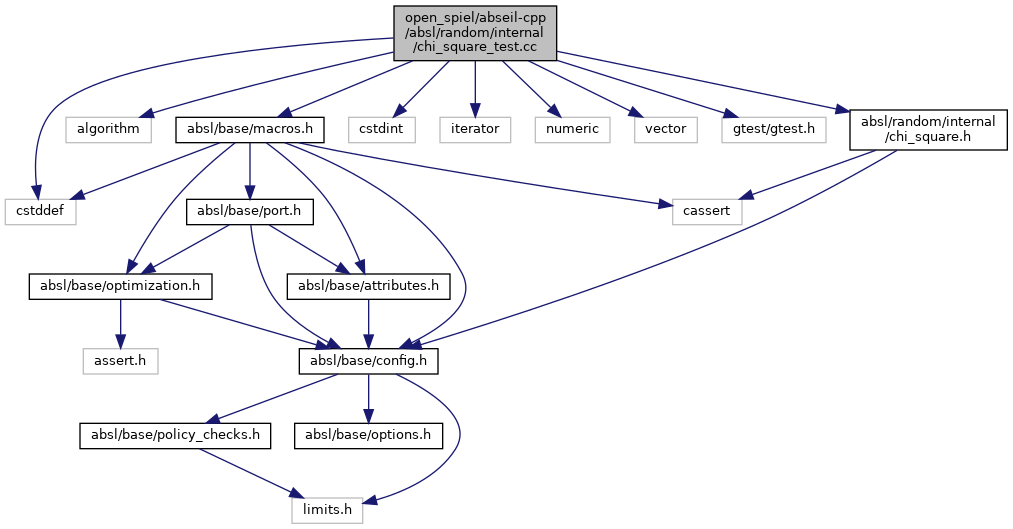 open_spiel/abseil-cpp
/absl/random/internal
/chi_square_test.cc
algorithm
absl/base/macros.h
cstdint
iterator
numeric
vector
gtest/gtest.h
absl/random/internal
/chi_square.h
cstddef
absl/base/port.h
cassert
absl/base/optimization.h
absl/base/attributes.h
assert.h
absl/base/config.h
absl/base/policy_checks.h
absl/base/options.h
limits.h